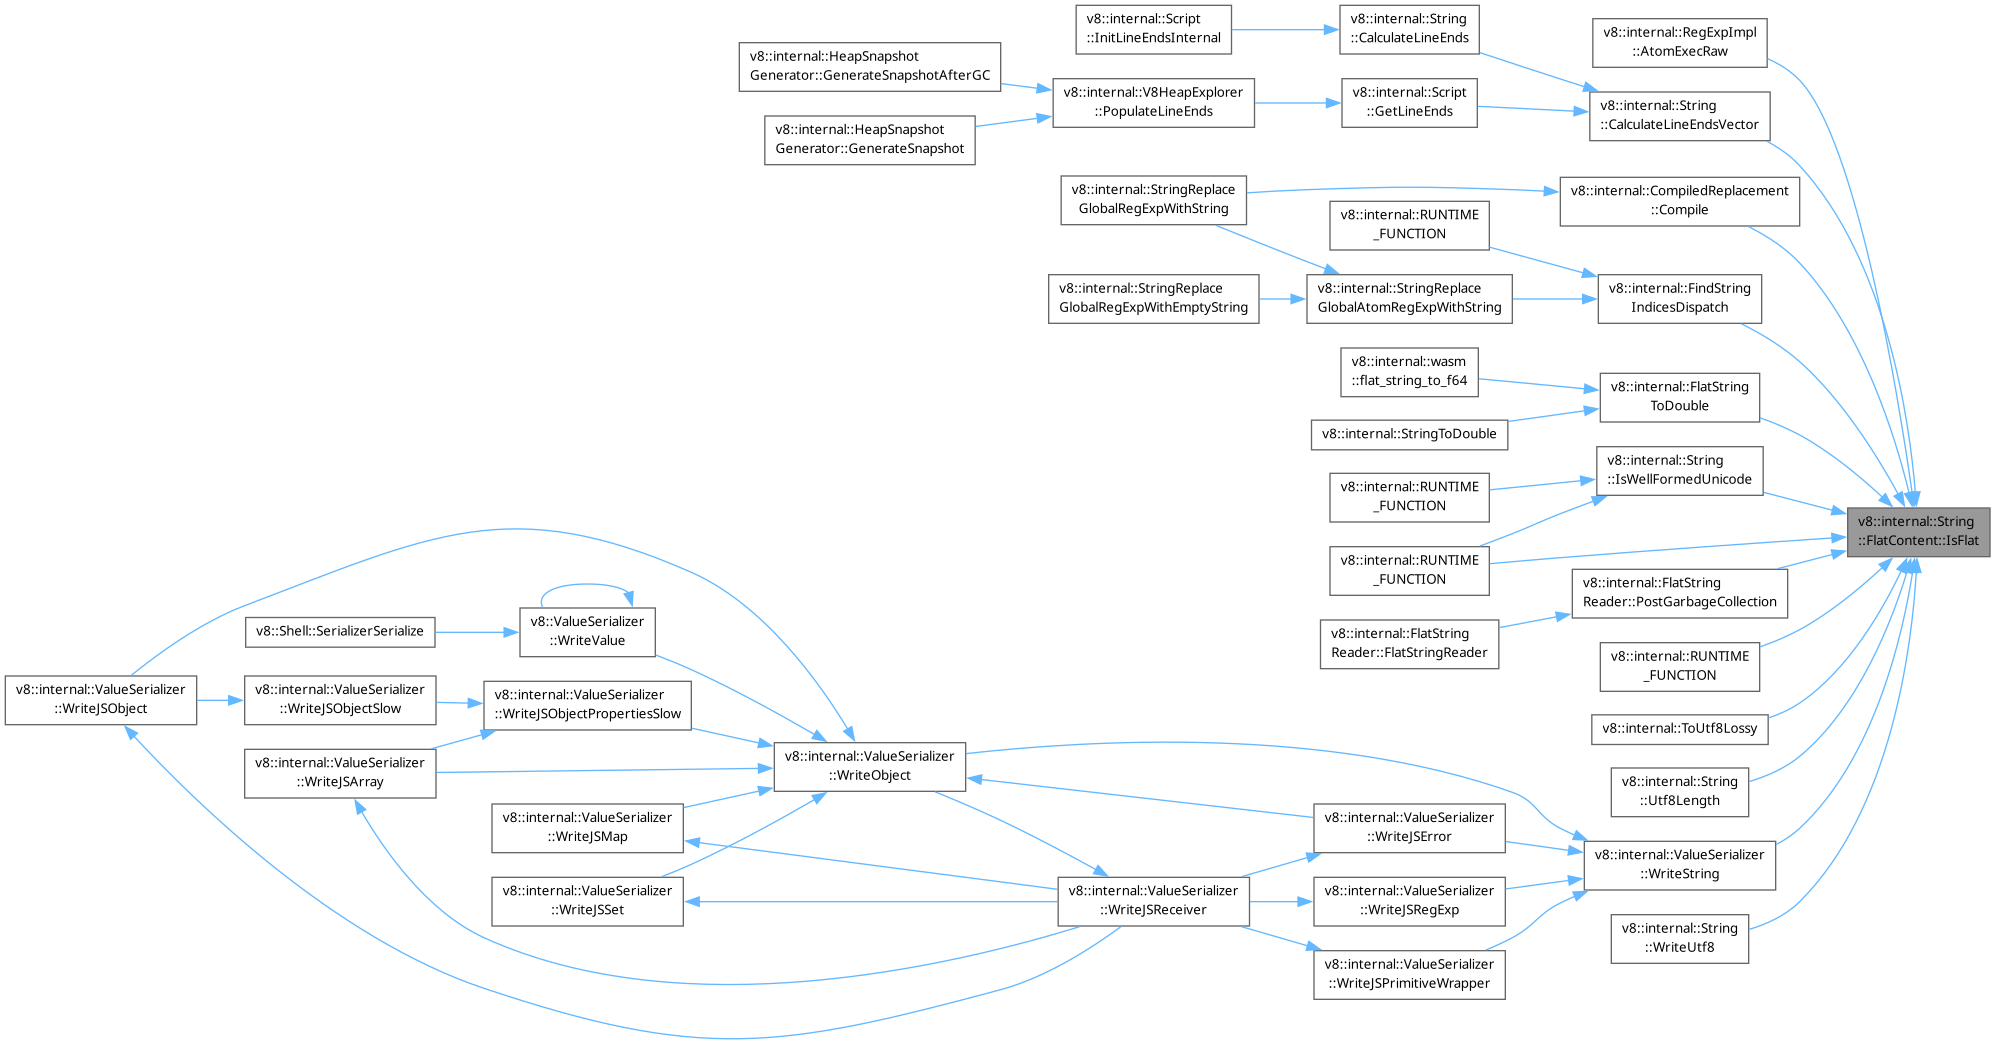 v8::internal::Script
::InitLineEndsInternal
v8::internal::String
::CalculateLineEnds
v8::internal::RegExpImpl
::AtomExecRaw
v8::internal::HeapSnapshot
Generator::GenerateSnapshotAfterGC
v8::internal::V8HeapExplorer
::PopulateLineEnds
v8::internal::Script
::GetLineEnds
v8::internal::String
::CalculateLineEndsVector
v8::internal::HeapSnapshot
Generator::GenerateSnapshot
v8::internal::StringReplace
GlobalRegExpWithString
v8::internal::CompiledReplacement
::Compile
v8::internal::RUNTIME
_FUNCTION
v8::internal::StringReplace
GlobalRegExpWithEmptyString
v8::internal::StringReplace
GlobalAtomRegExpWithString
v8::internal::FindString
IndicesDispatch
v8::internal::wasm
::flat_string_to_f64
v8::internal::FlatString
ToDouble
v8::internal::StringToDouble
v8::internal::String
::IsWellFormedUnicode
v8::internal::RUNTIME
_FUNCTION
v8::internal::String
::FlatContent::IsFlat
v8::internal::RUNTIME
_FUNCTION
v8::internal::FlatString
Reader::PostGarbageCollection
v8::Shell::SerializerSerialize
v8::ValueSerializer
::WriteValue
v8::internal::FlatString
Reader::FlatStringReader
v8::internal::RUNTIME
_FUNCTION
v8::internal::ValueSerializer
::WriteJSObject
v8::internal::ValueSerializer
::WriteJSObjectSlow
v8::internal::ValueSerializer
::WriteJSObjectPropertiesSlow
v8::internal::ToUtf8Lossy
v8::internal::ValueSerializer
::WriteJSArray
v8::internal::ValueSerializer
::WriteObject
v8::internal::String
::Utf8Length
v8::internal::ValueSerializer
::WriteJSMap
v8::internal::ValueSerializer
::WriteJSError
v8::internal::ValueSerializer
::WriteString
v8::internal::ValueSerializer
::WriteJSSet
v8::internal::ValueSerializer
::WriteJSReceiver
v8::internal::ValueSerializer
::WriteJSRegExp
v8::internal::String
::WriteUtf8
v8::internal::ValueSerializer
::WriteJSPrimitiveWrapper